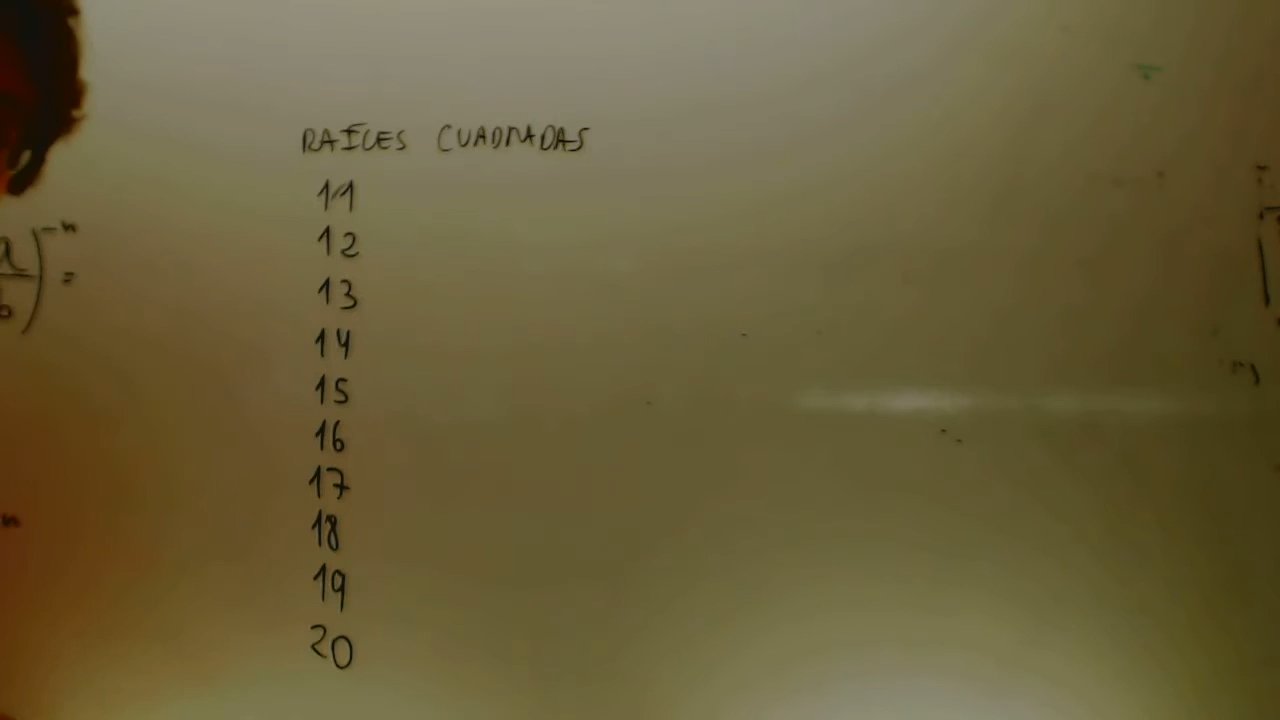 RAÍCES CUADRADAS
11
12
13
14
15
16
17
18
19
20
a
b
)⁻ⁿ =
n